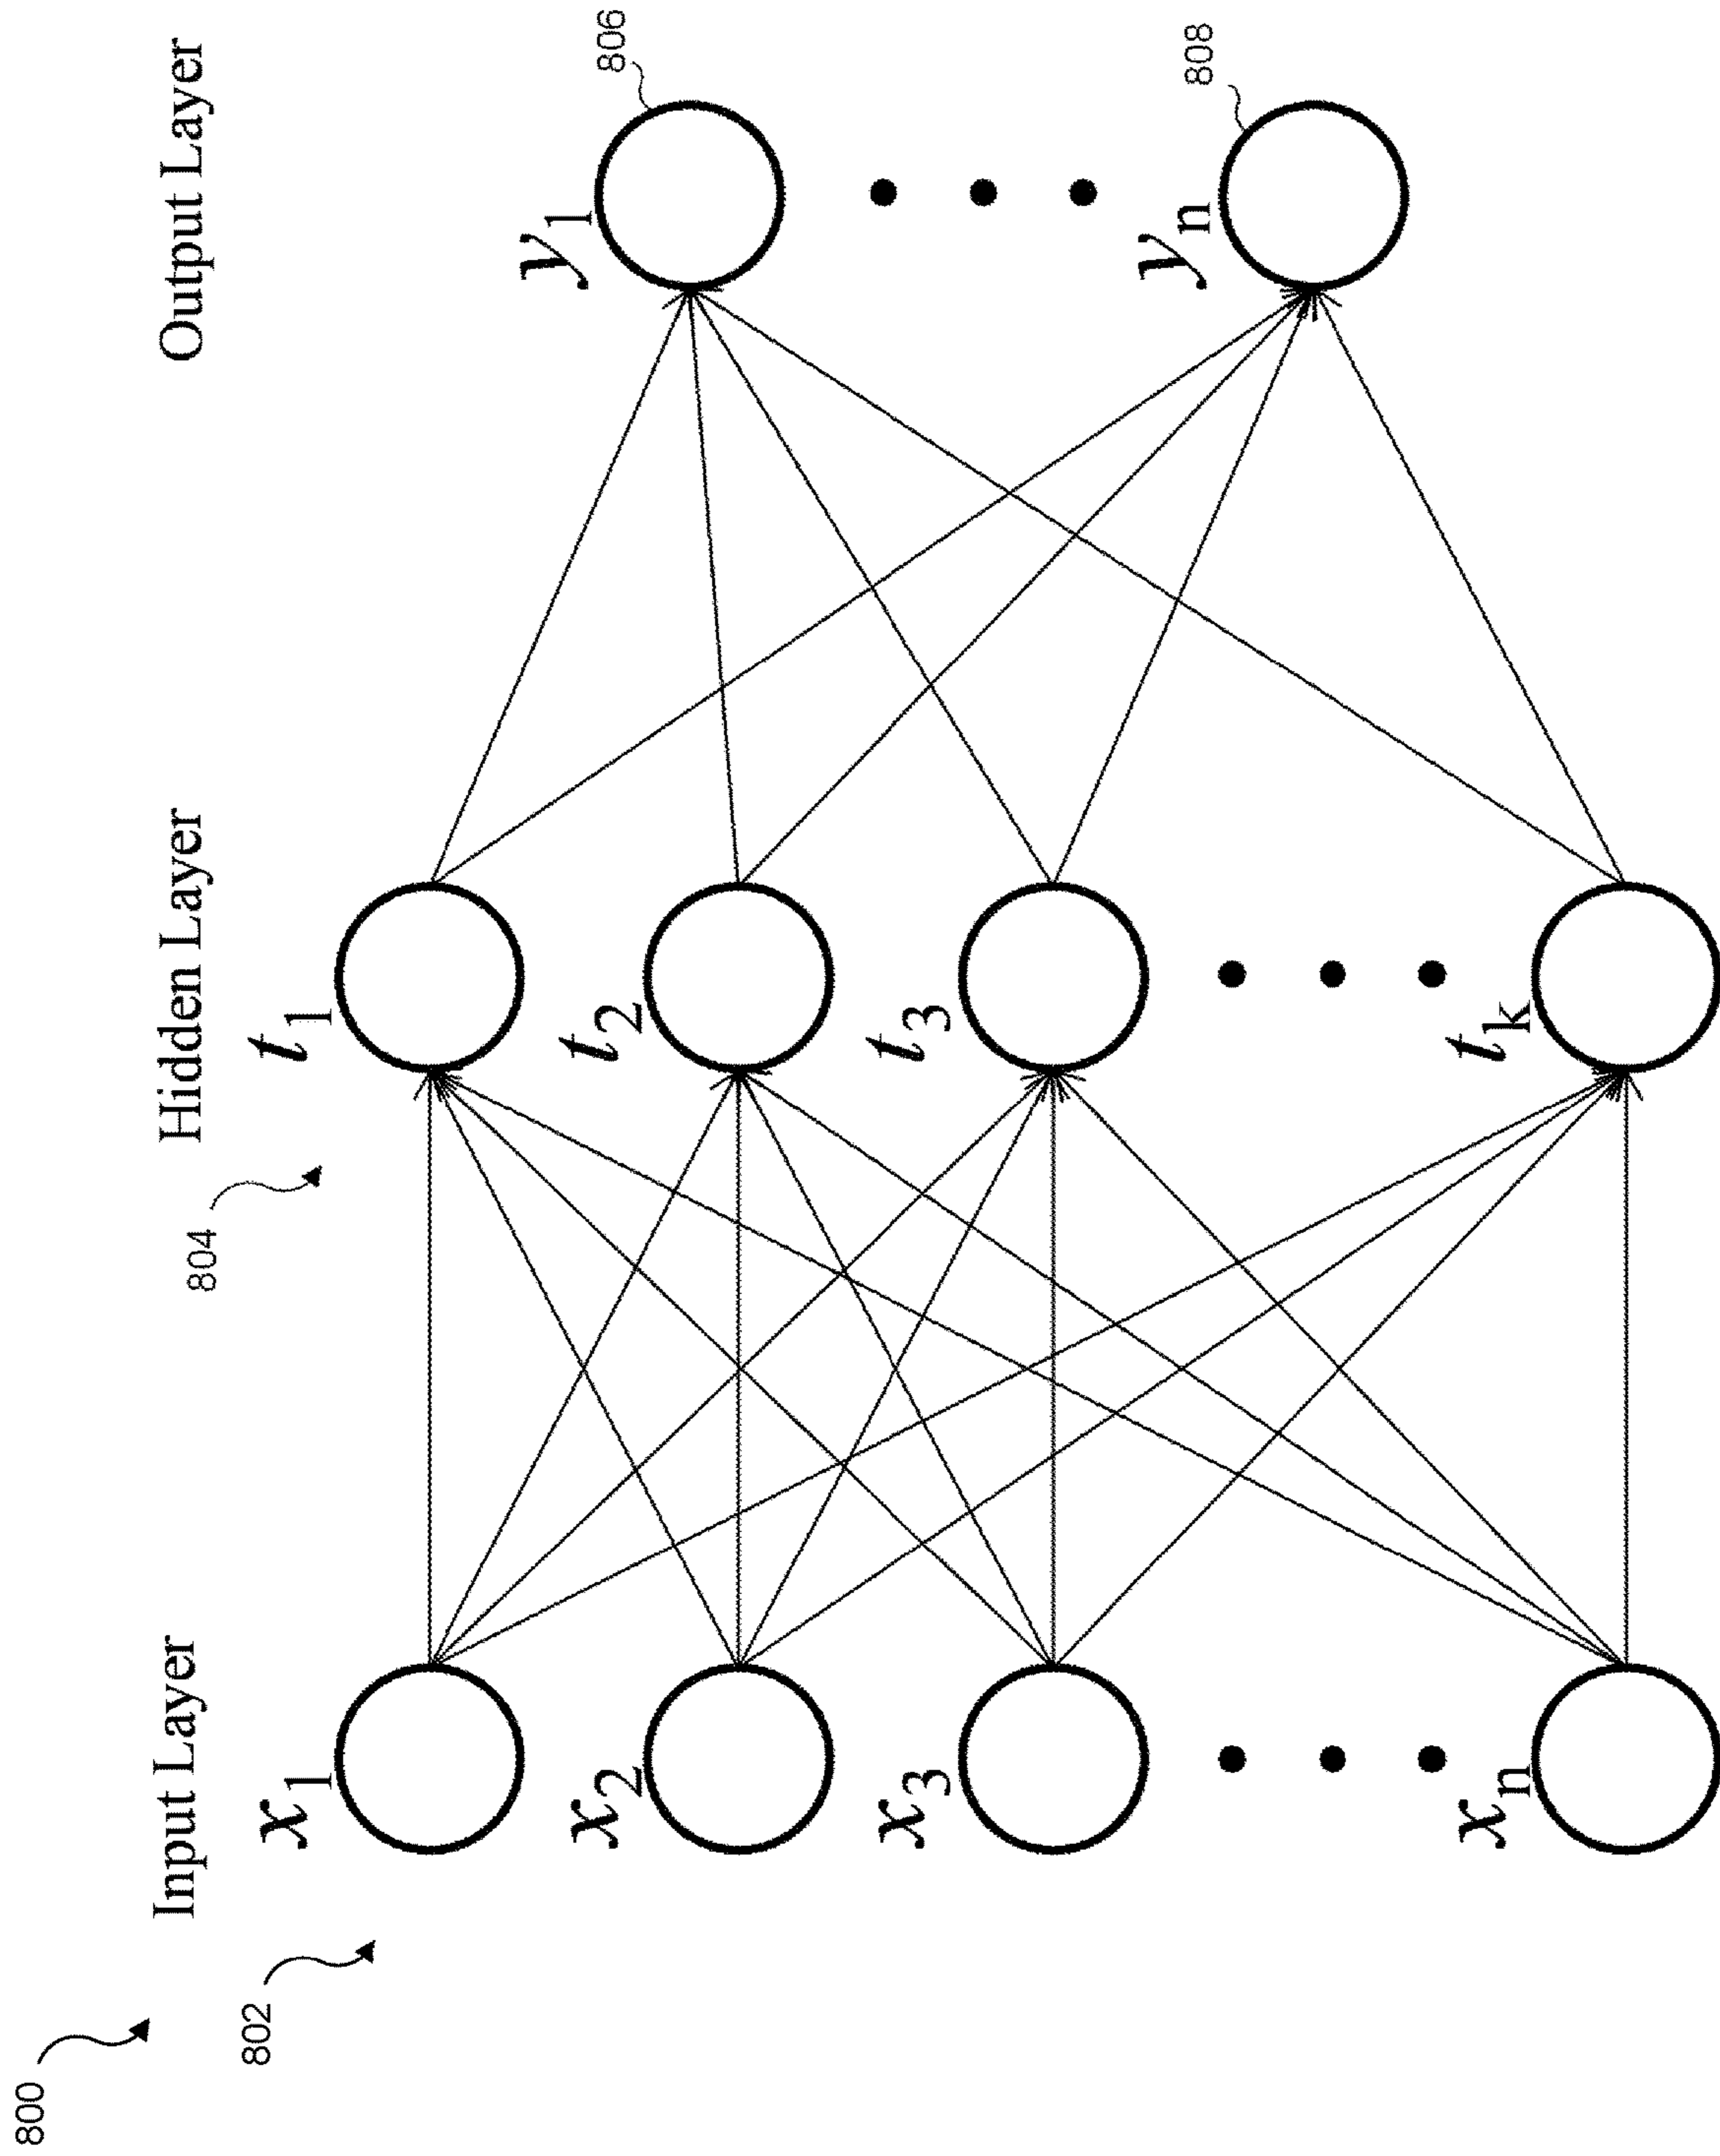 800
802
Input Layer
x1
x2
x3
xn
804
Hidden Layer
t1
t2
t3
tk
Output Layer
y1
806
yn
808